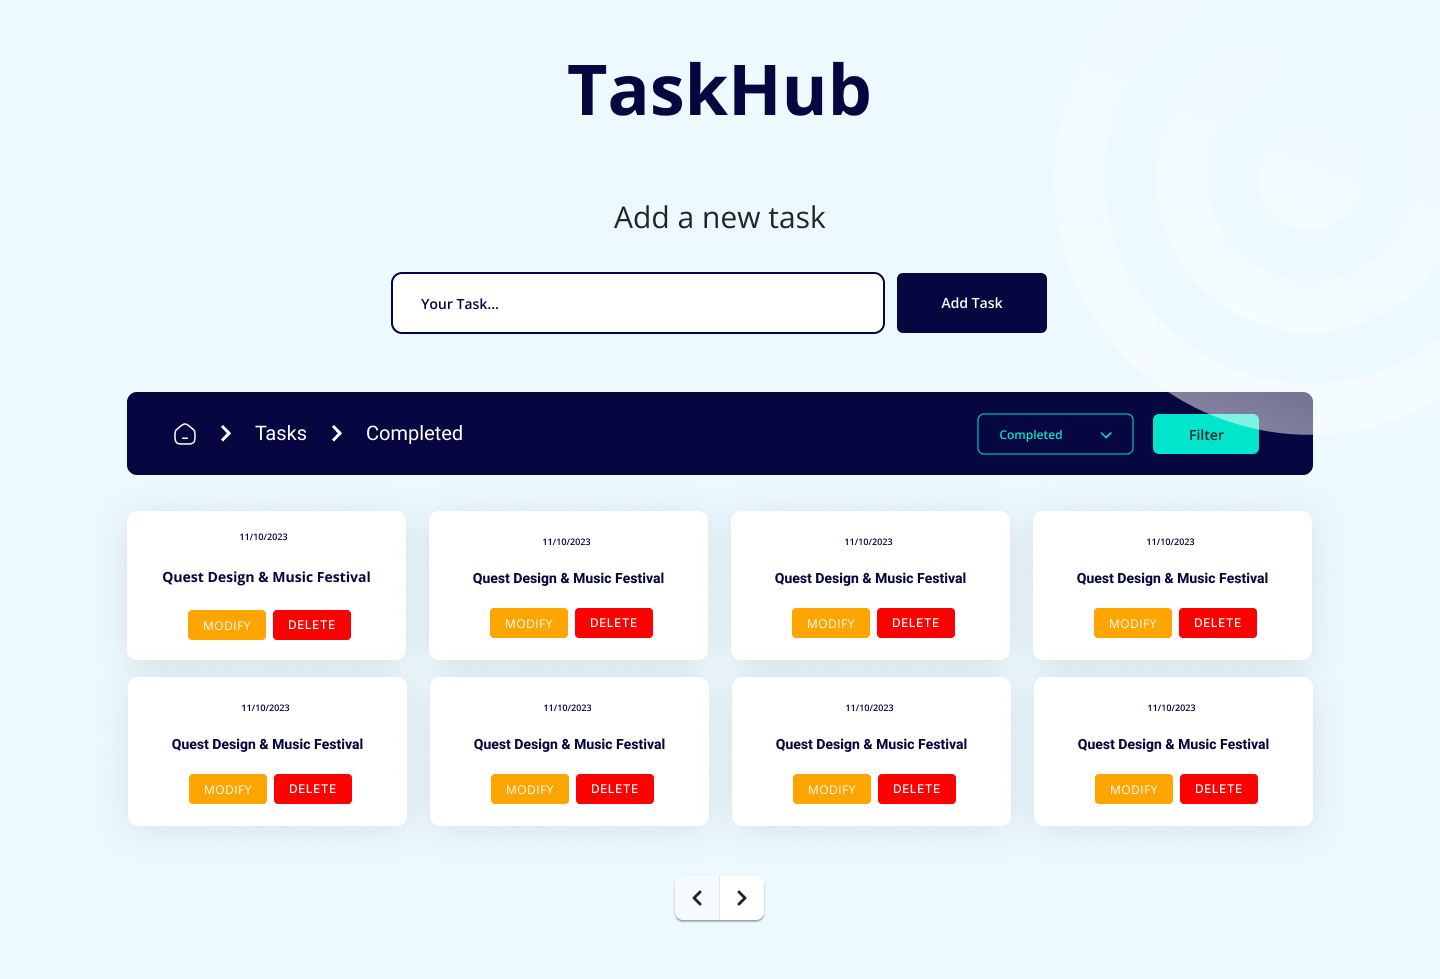 TaskHub
Add a new task
Your Task...
Add Task
Tasks
Completed
Completed
Filter
11/10/2023
Quest Design & Music Festival
MODIFY
DELETE
11/10/2023
Quest Design & Music Festival
MODIFY
DELETE
11/10/2023
Quest Design & Music Festival
MODIFY
DELETE
11/10/2023
Quest Design & Music Festival
MODIFY
DELETE
11/10/2023
Quest Design & Music Festival
MODIFY
DELETE
11/10/2023
Quest Design & Music Festival
MODIFY
DELETE
11/10/2023
Quest Design & Music Festival
MODIFY
DELETE
11/10/2023
Quest Design & Music Festival
MODIFY
DELETE